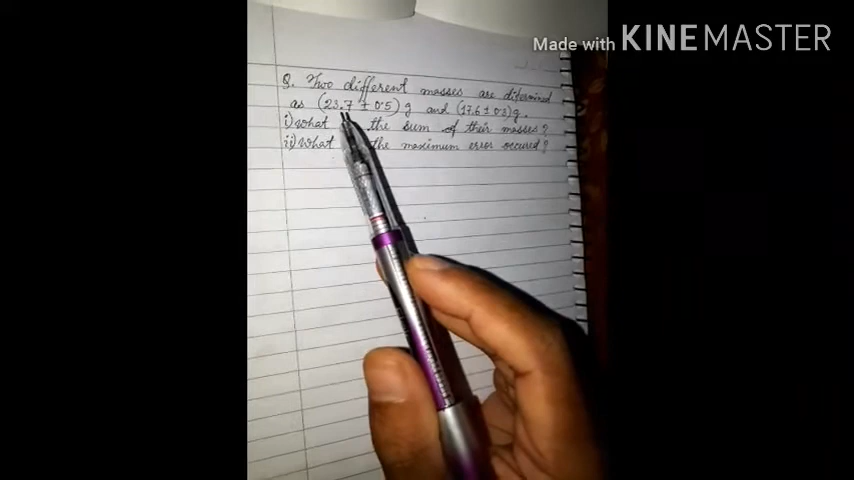 Made with KINEMASTER
Q. Two different masses are determined
as (23.7 ± 0.5) g and (17.6 ± 0.3) g.
i) What the sum of their masses?
ii) What the maximum error occured?